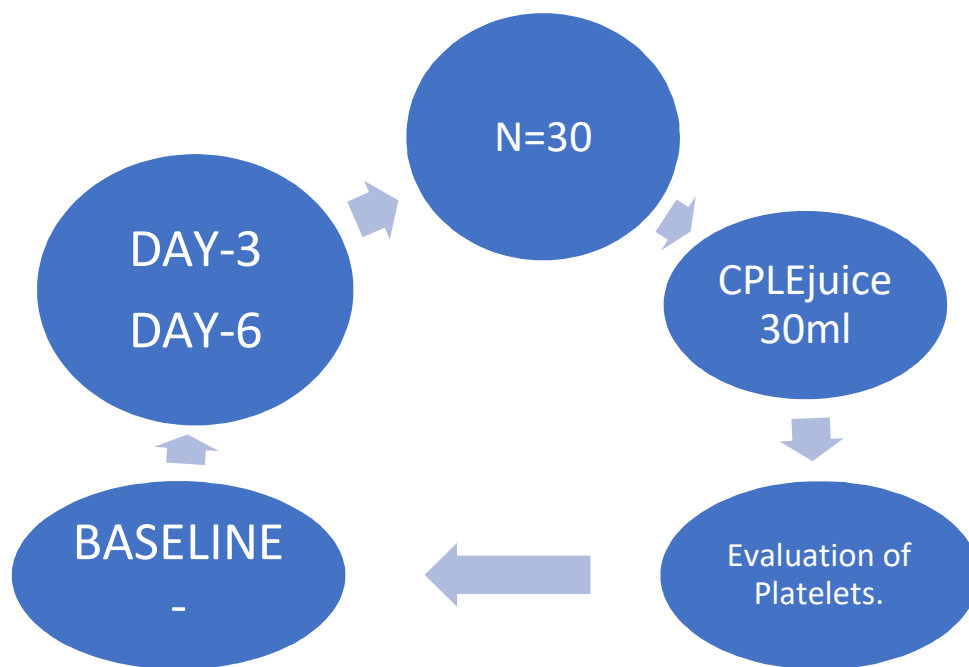 N=30
CPLEjuice
30ml
Evaluation of
Platelets.
BASELINE
-
DAY-3
DAY-6